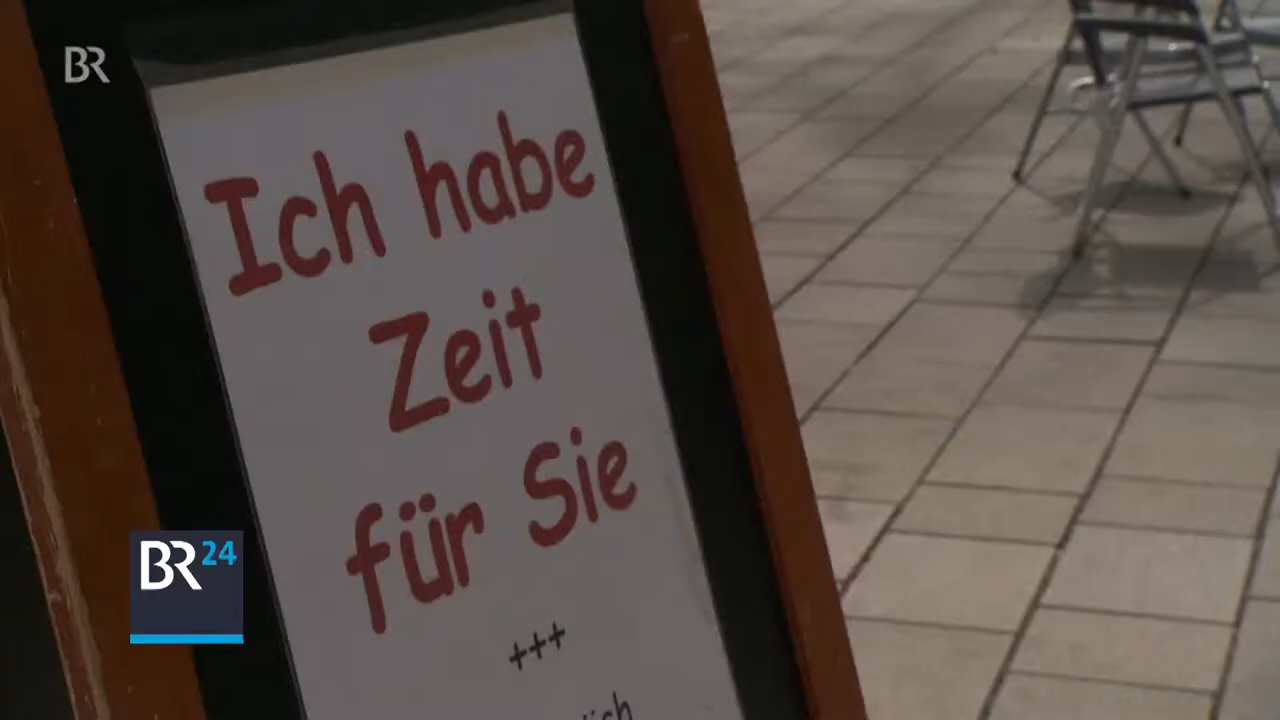 BR
Ich habe
Zeit
für Sie
+++
BR24